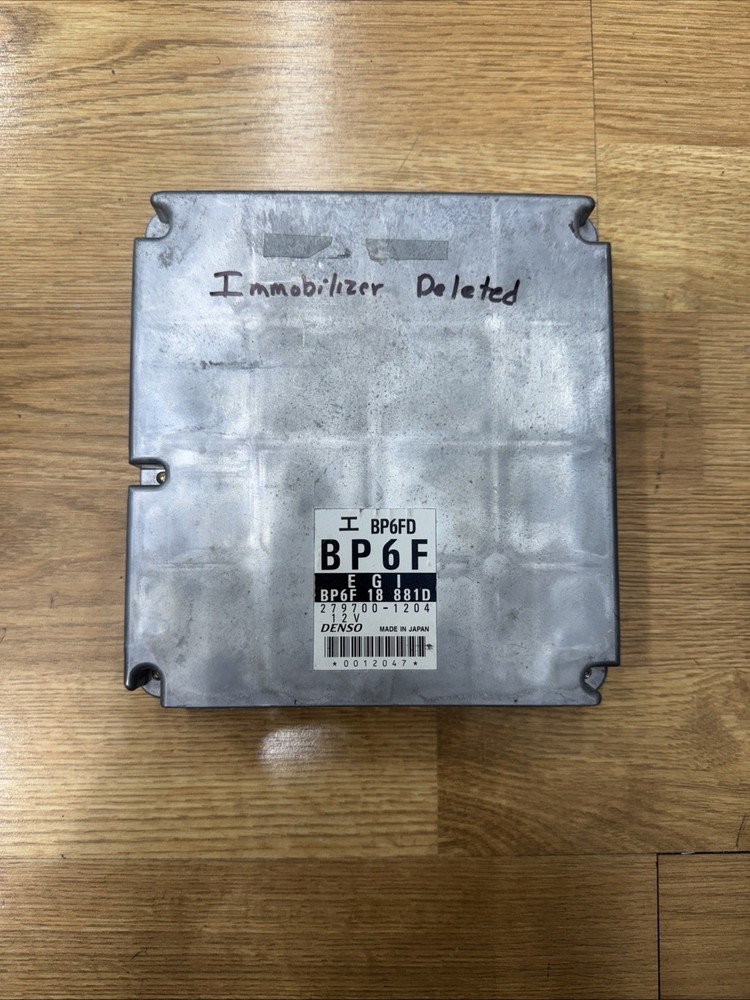 Immobilizer Deleted
エ BP6FD
BP6F
EGI
BP6F 18 881D
279700-1204
12V
DENSO MADE IN JAPAN
*0012047*